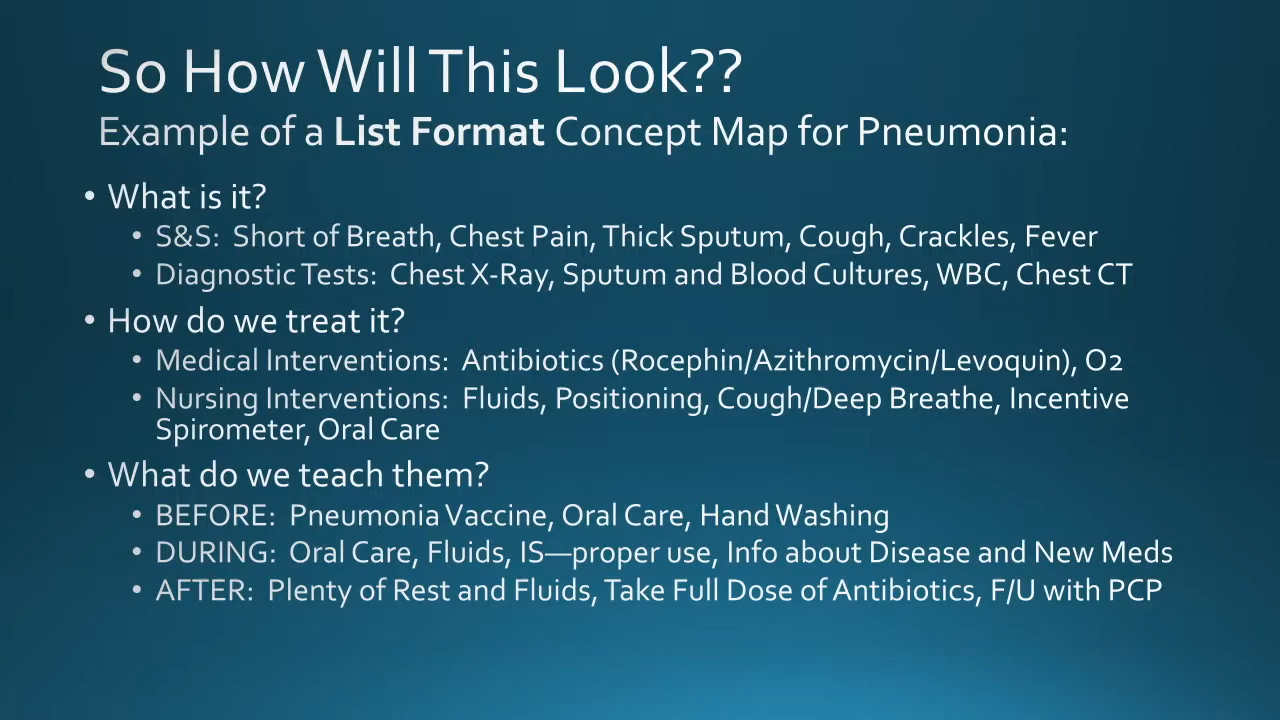 So How Will This Look??
Example of a List Format Concept Map for Pneumonia:
• What is it?
• S&S: Short of Breath, Chest Pain, Thick Sputum, Cough, Crackles, Fever
• Diagnostic Tests: Chest X-Ray, Sputum and Blood Cultures, WBC, Chest CT
• How do we treat it?
• Medical Interventions: Antibiotics (Rocephin/Azithromycin/Levoquin), O2
• Nursing Interventions: Fluids, Positioning, Cough/Deep Breathe, Incentive
Spirometer, Oral Care
• What do we teach them?
• BEFORE: Pneumonia Vaccine, Oral Care, Hand Washing
• DURING: Oral Care, Fluids, IS—proper use, Info about Disease and New Meds
• AFTER: Plenty of Rest and Fluids, Take Full Dose of Antibiotics, F/U with PCP